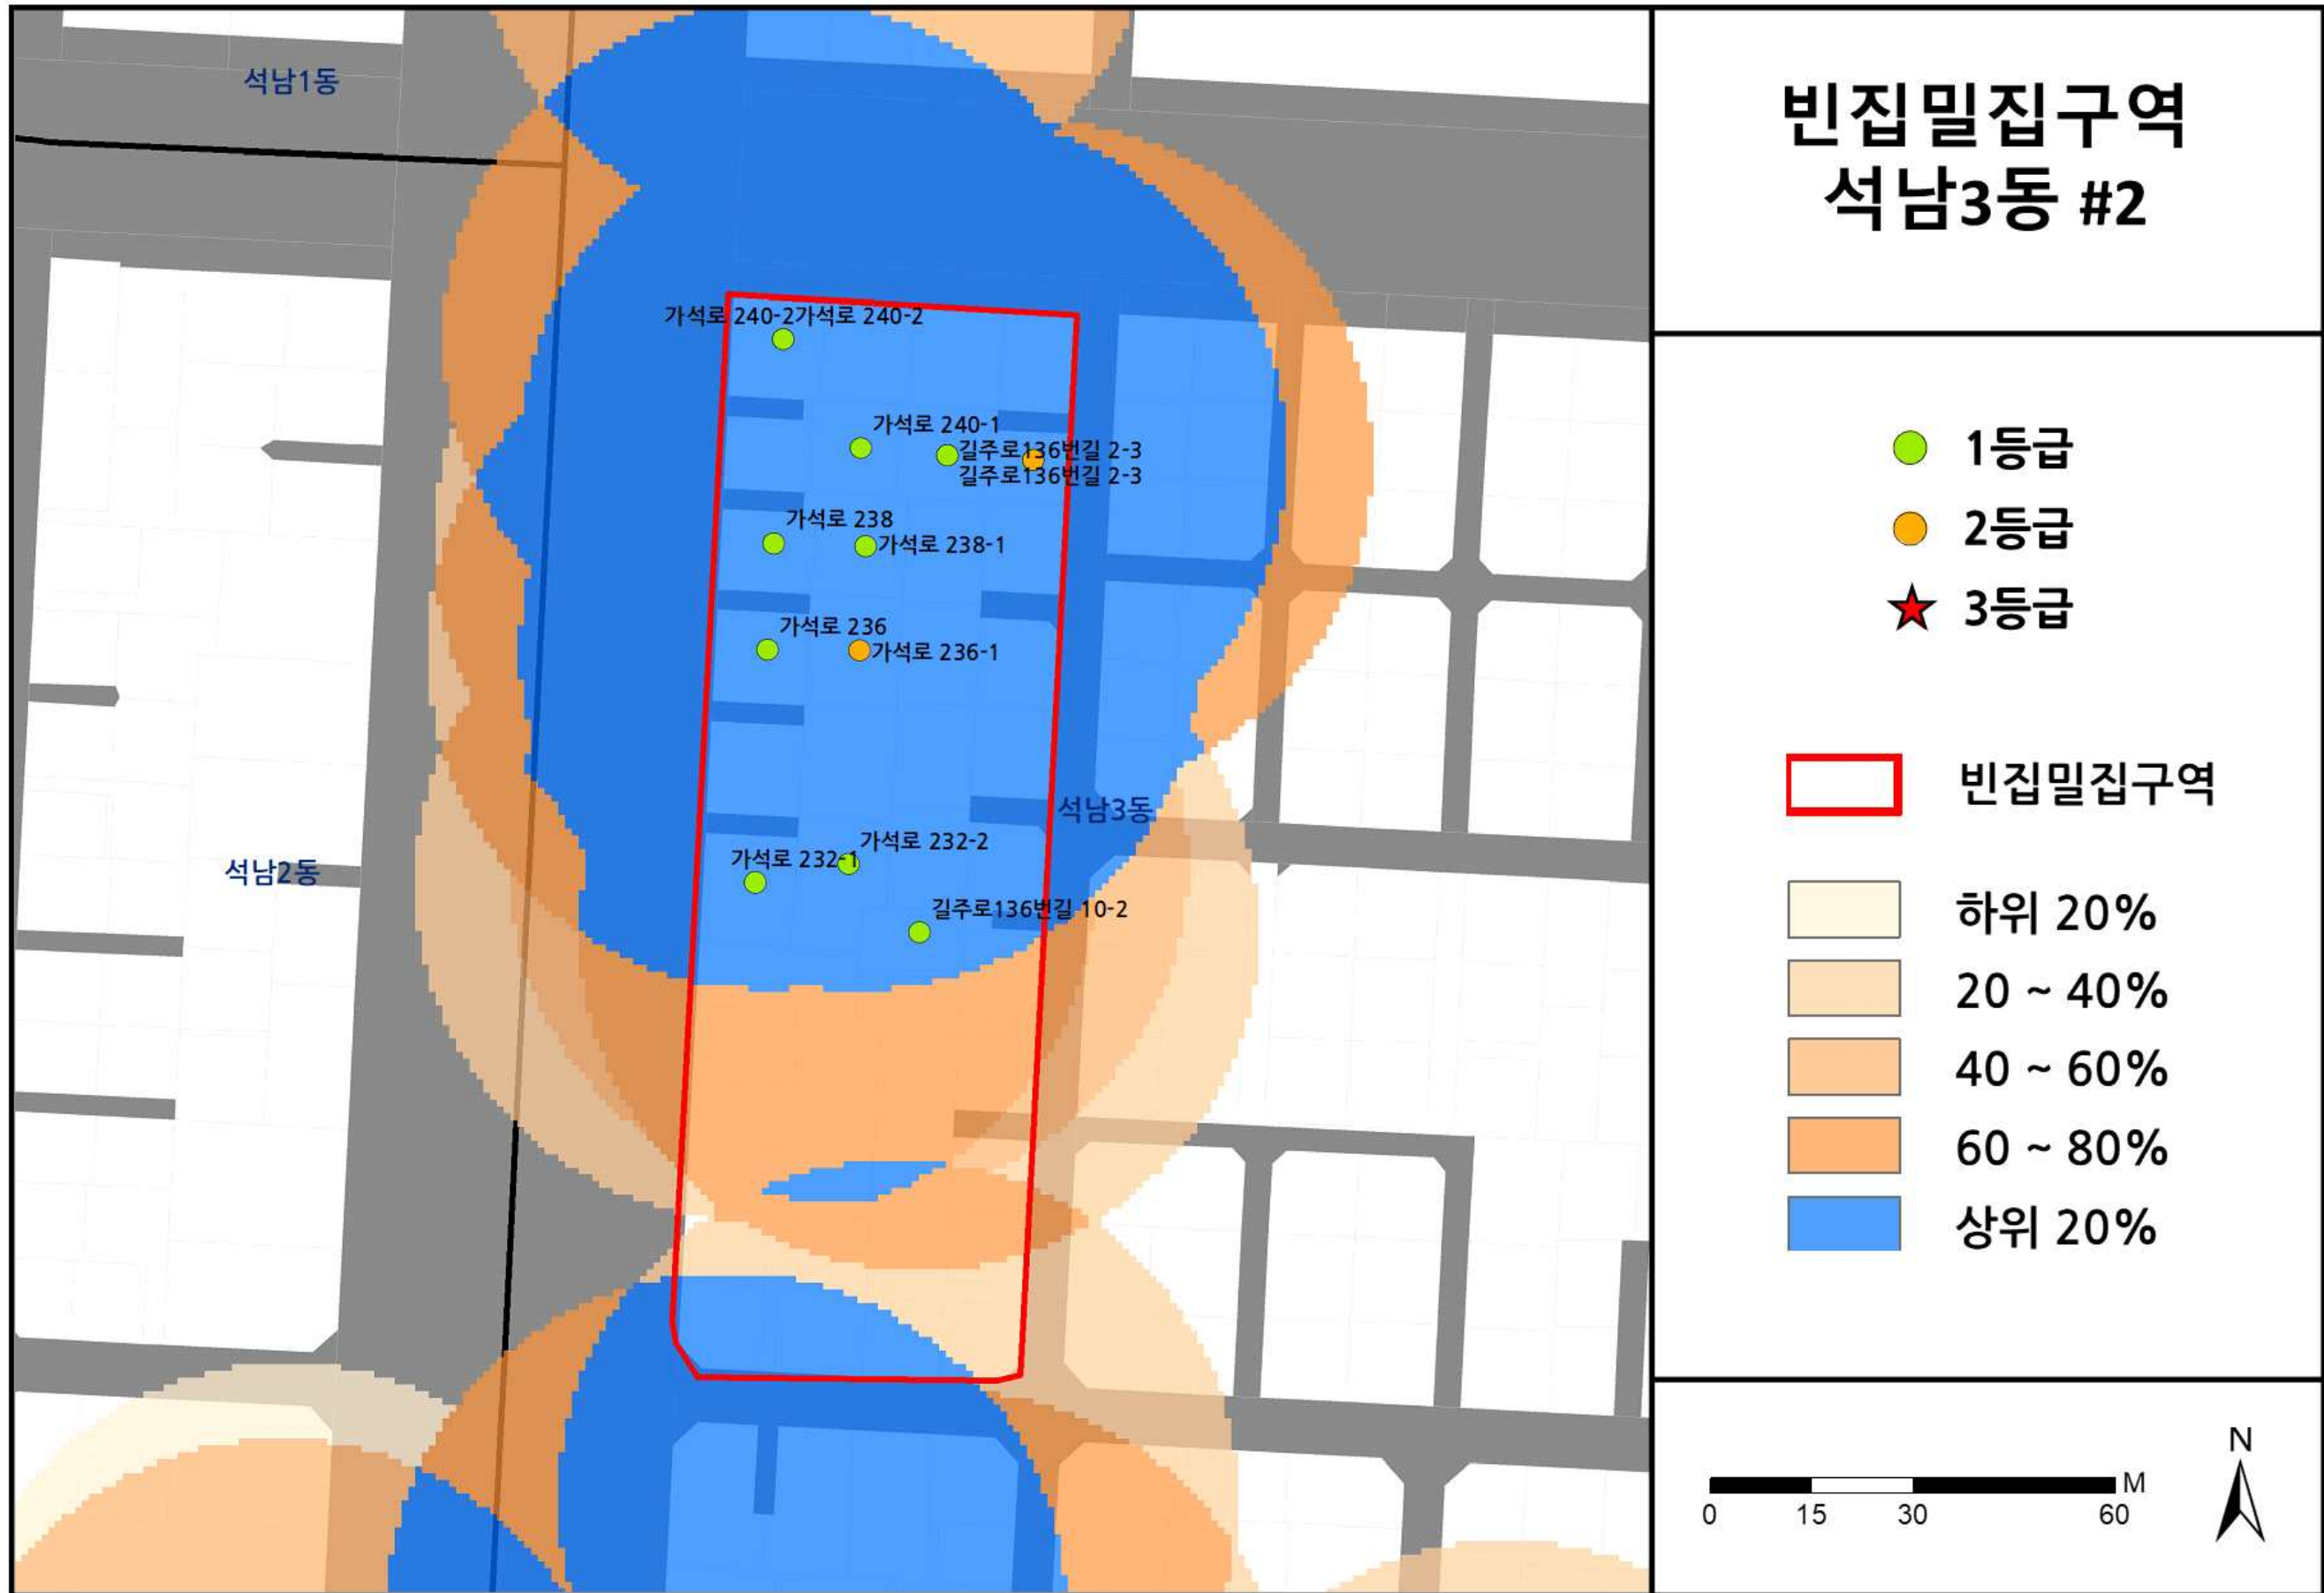 빈집밀집구역
석남3동 #2
석남1동
가석로 240-2가석로 240-2
가석로 240-1
길주로136번길 2-3
길주로136번길 2-3
가석로 238
가석로 238-1
가석로 236
가석로 236-1
석남3동
가석로 232-2
가석로 232-1
석남2동
길주로136번길 10-2
1등급
2등급
3등급
빈집밀집구역
하위 20%
20 ~ 40%
40 ~ 60%
60 ~ 80%
상위 20%
N
M
0 15 30 60